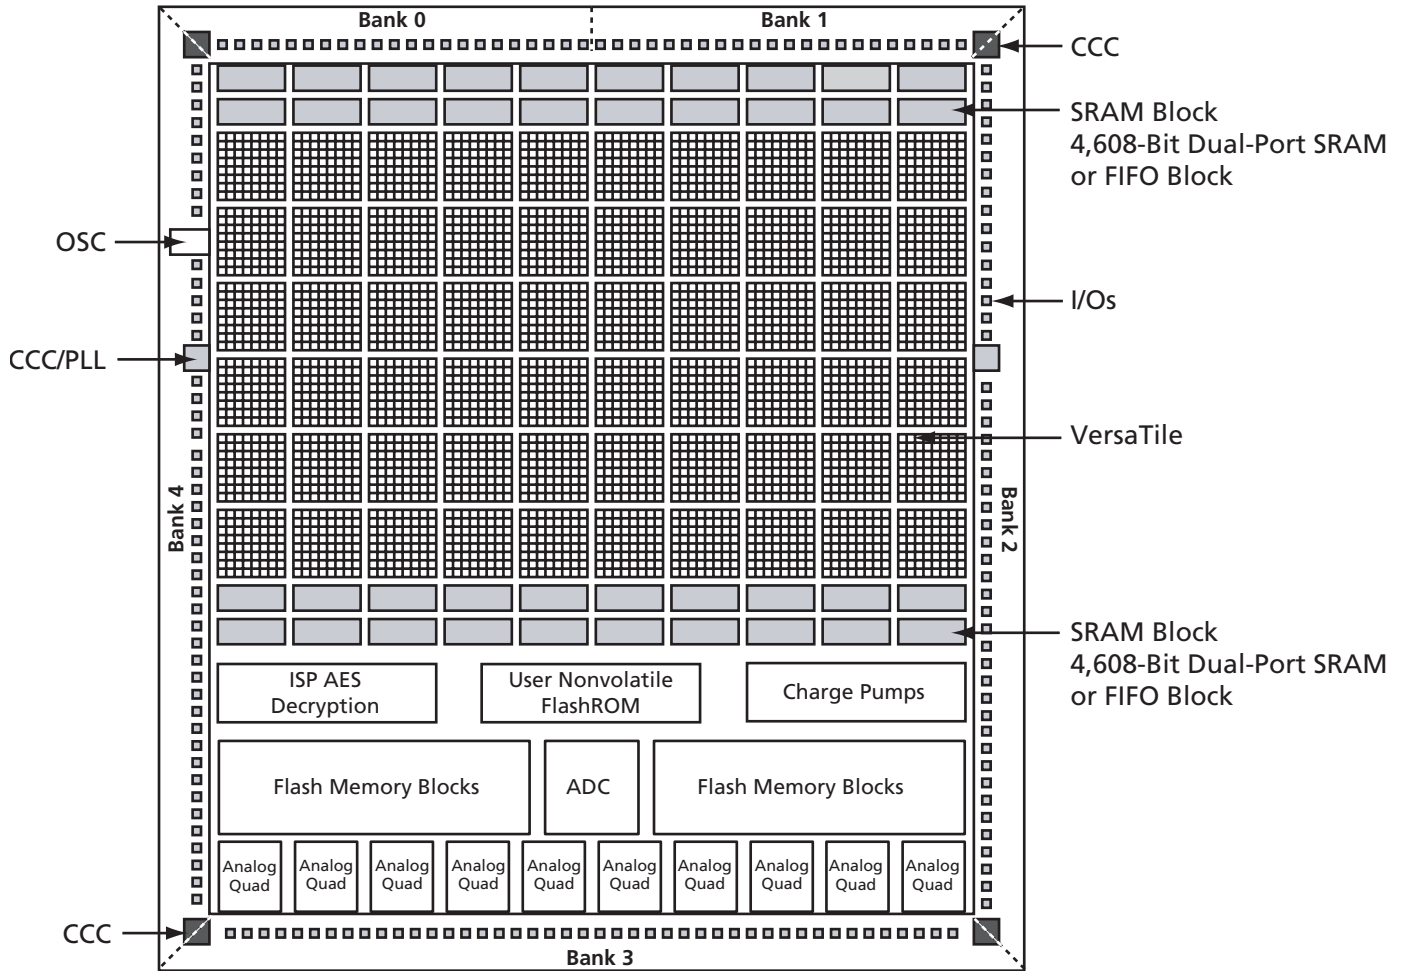 Bank 0
Bank 1
CCC
SRAM Block
4,608-Bit Dual-Port SRAM
or FIFO Block
OSC
I/Os
CCC/PLL
VersaTile
Bank 4
Bank 2
SRAM Block
4,608-Bit Dual-Port SRAM
or FIFO Block
ISP AES
Decryption
User Nonvolatile
FlashROM
Charge Pumps
Flash Memory Blocks
ADC
Flash Memory Blocks
Analog
Quad
Analog
Quad
Analog
Quad
Analog
Quad
Analog
Quad
Analog
Quad
Analog
Quad
Analog
Quad
Analog
Quad
Analog
Quad
CCC
Bank 3